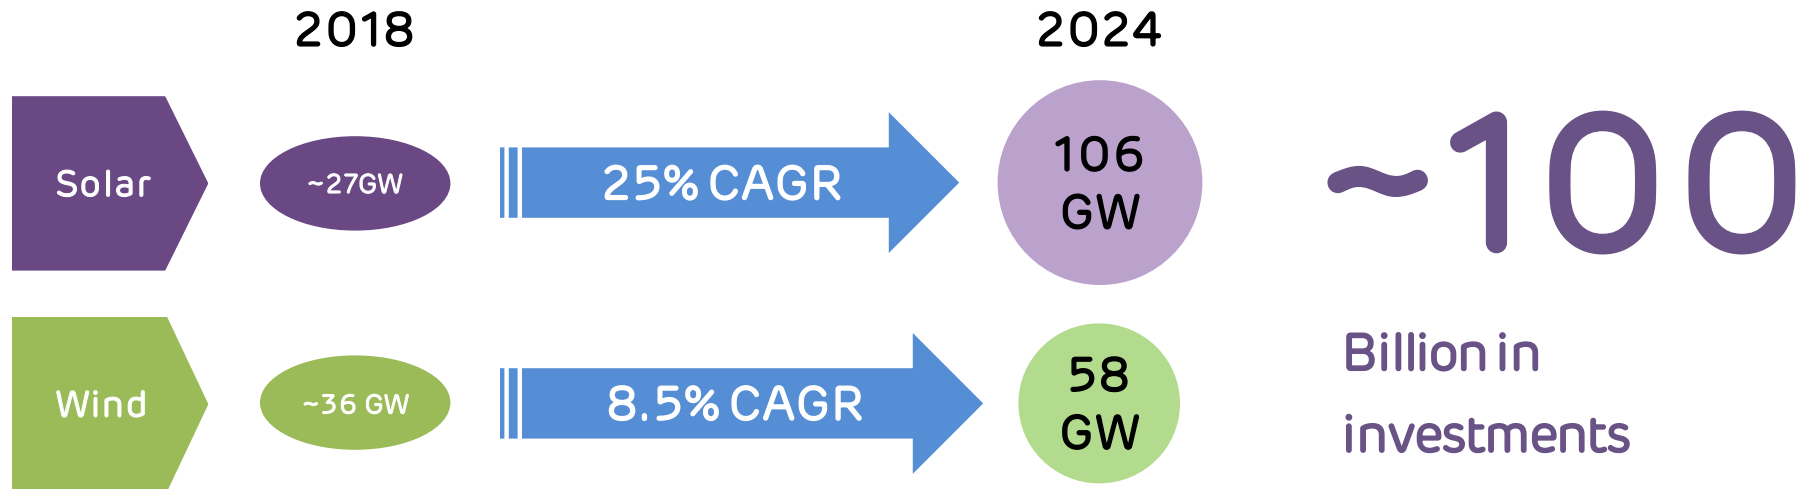 2018 2024
Solar ~27GW 25% CAGR 106
GW
~100
Wind ~36 GW 8.5% CAGR 58
GW
Billion in
investments